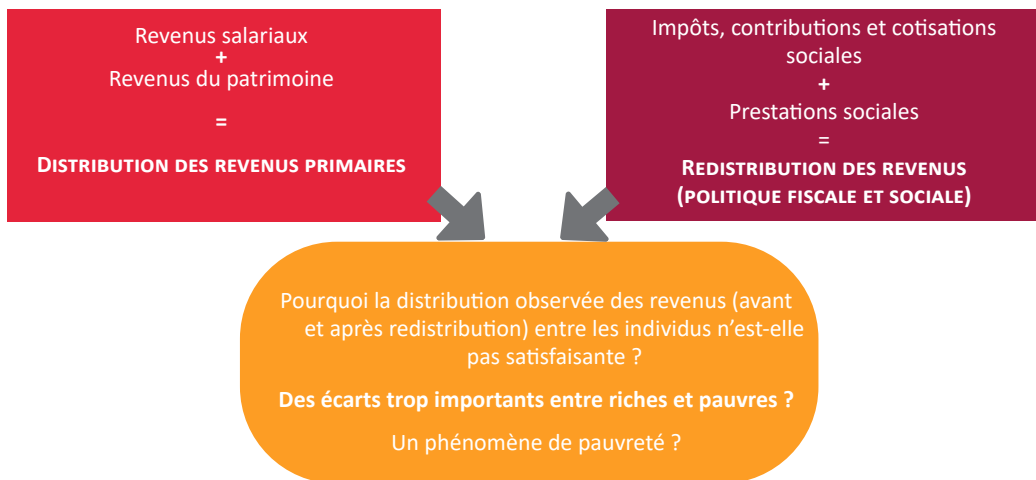 Revenus salariaux
+
Revenus du patrimoine
=
DISTRIBUTION DES REVENUS PRIMAIRES
Impôts, contributions et cotisations
sociales
+
Prestations sociales
=
REDISTRIBUTION DES REVENUS
(POLITIQUE FISCALE ET SOCIALE)
Pourquoi la distribution observée des revenus (avant
et après redistribution) entre les individus n’est-elle
pas satisfaisante ?
Des écarts trop importants entre riches et pauvres ?
Un phénomène de pauvreté ?